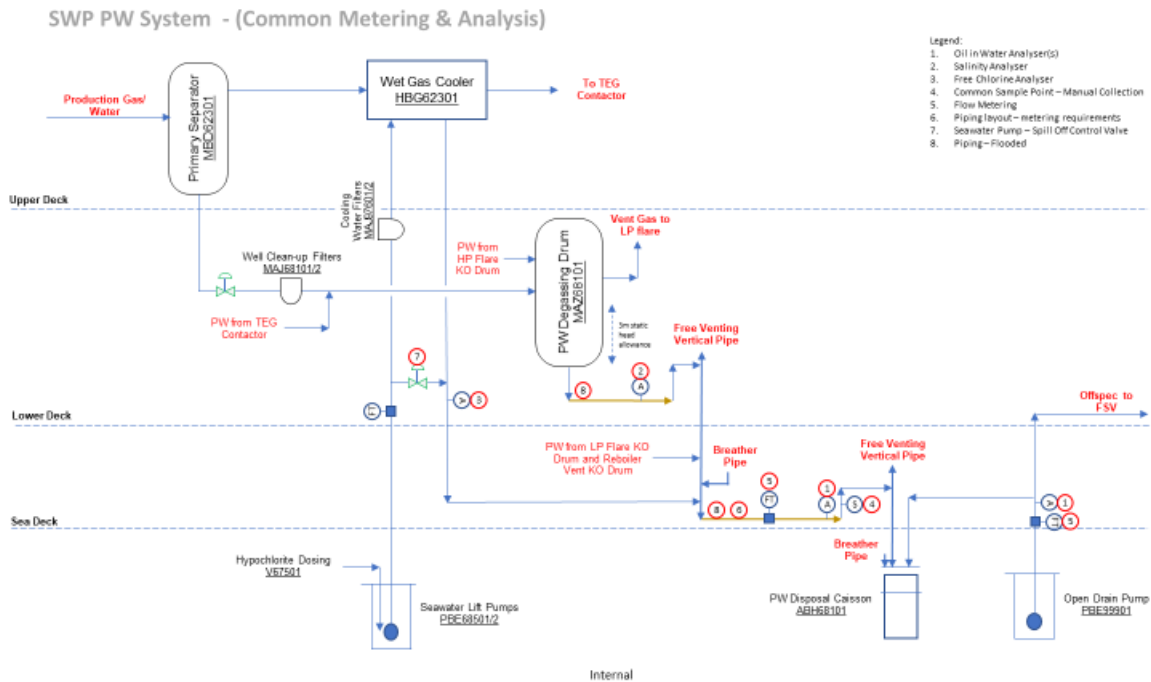 SWP PW System - (Common Metering & Analysis)
Legend:
1. Oil in Water Analyser(s)
2. Salinity Analyser
3. Free Chlorine Analyser
4. Common Sample Point – Manual Collection
5. Flow Metering
6. Piping layout – metering requirements
7. Seawater Pump – Spill Off Control Valve
8. Piping – Flooded
Production Gas/
Water
Primary Separator
MBD62301
Wet Gas Cooler
HBG62301
To TEG
Contactor
Upper Deck
Cooling
Water Filters
MAJ67601/2
Well Clean-up Filters
MAJ68101/2
PW from
HP Flare
KO Drum
PW Degassing Drum
MAZ68101
Vent Gas to
LP flare
PW from TEG
Contactor
3m static
head
allowance
Free Venting
Vertical Pipe
7
2
A
8
A
3
FT
Lower Deck
Offspec to
FSV
PW from LP Flare KO
Drum and Reboiler
Vent KO Drum
Breather
Pipe
Free Venting
Vertical Pipe
5
FT
1
A
S
4
8
6
A
1
FT
5
Sea Deck
Breather
Pipe
Hypochlorite Dosing
V67501
Seawater Lift Pumps
PBE68501/2
PW Disposal Caisson
ABH68101
Open Drain Pump
PBE99901
Internal